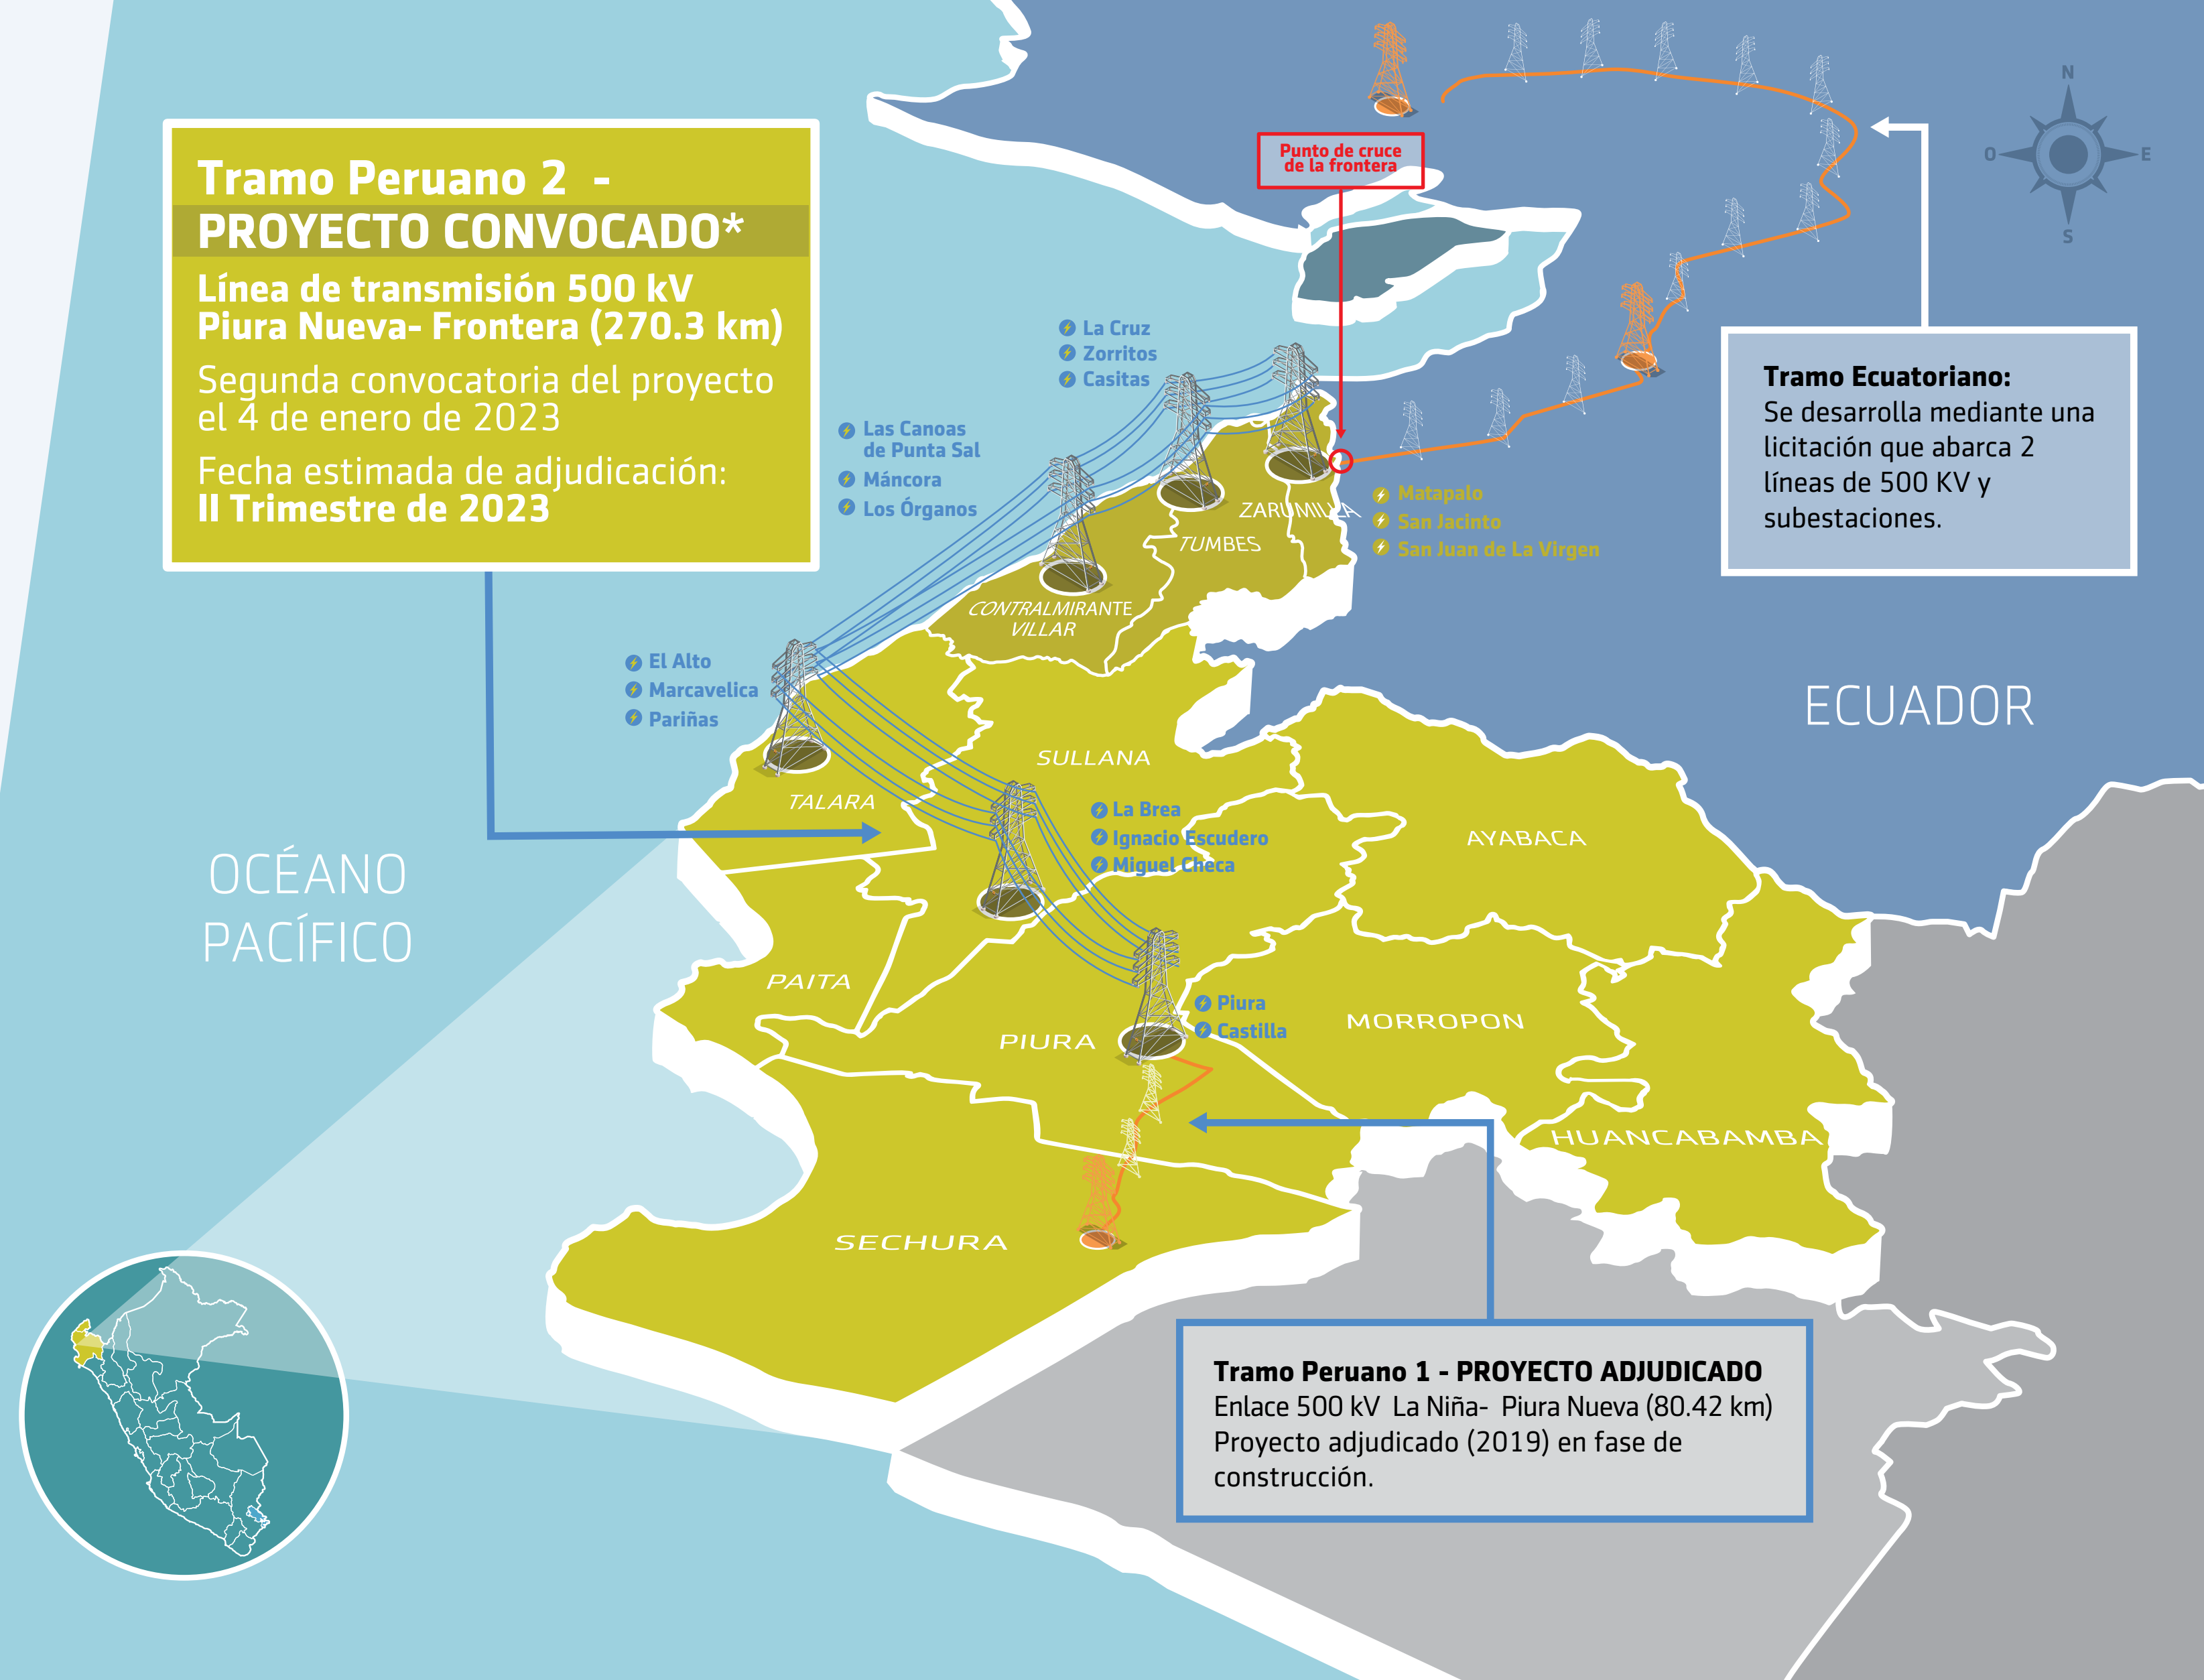 Tramo Peruano 2 -
PROYECTO CONVOCADO*
Línea de transmisión 500 kV
Piura Nueva- Frontera (270.3 km)
Segunda convocatoria del proyecto
el 4 de enero de 2023
Fecha estimada de adjudicación:
II Trimestre de 2023
Punto de cruce
de la frontera
N
O
E
S
Tramo Ecuatoriano:
Se desarrolla mediante una
licitación que abarca 2
líneas de 500 KV y
subestaciones.
La Cruz
Zorritos
Casitas
Las Canoas
de Punta Sal
Máncora
Los Órganos
Matapalo
San Jacinto
San Juan de La Virgen
ZARUMILLA
TUMBES
CONTRALMIRANTE
VILLAR
El Alto
Marcavelica
Pariñas
ECUADOR
SULLANA
TALARA
La Brea
Ignacio Escudero
Miguel Checa
AYABACA
OCÉANO
PACÍFICO
PAITA
Piura
Castilla
PIURA
MORROPON
HUANCABAMBA
SECHURA
Tramo Peruano 1 - PROYECTO ADJUDICADO
Enlace 500 kV La Niña- Piura Nueva (80.42 km)
Proyecto adjudicado (2019) en fase de
construcción.